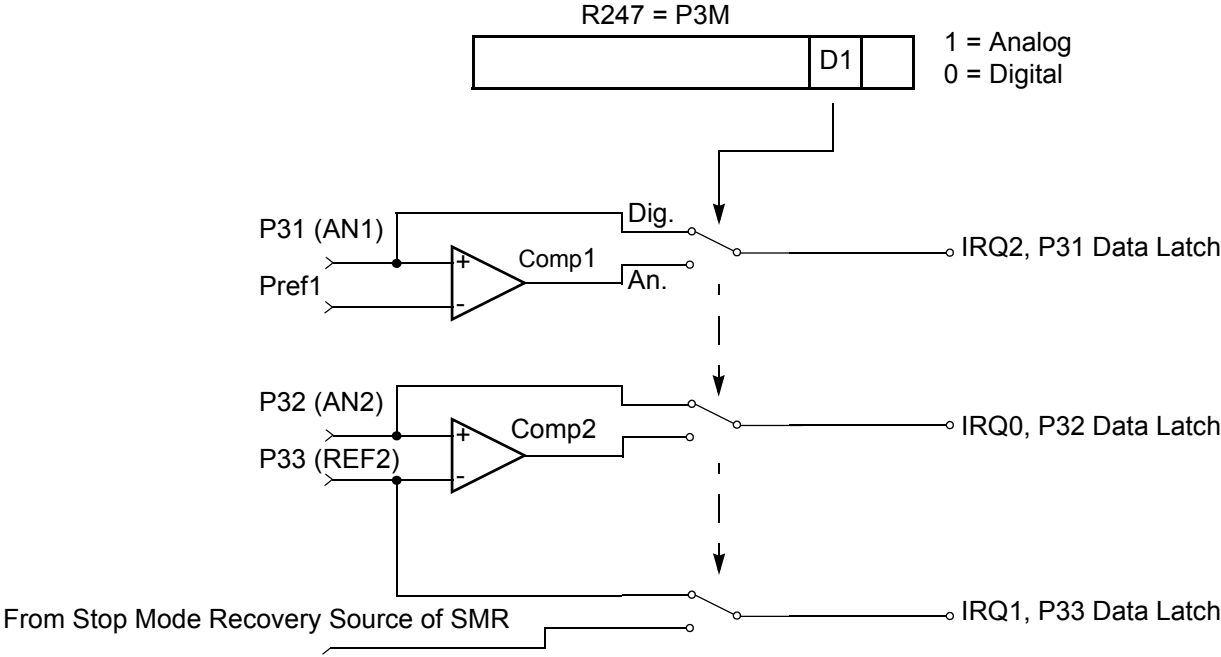 R247 = P3M
D1
1 = Analog
0 = Digital
P31 (AN1)
Dig.
IRQ2, P31 Data Latch
+
Comp1
Pref1
An.
-
P32 (AN2)
IRQ0, P32 Data Latch
+
Comp2
P33 (REF2)
-
From Stop Mode Recovery Source of SMR
IRQ1, P33 Data Latch